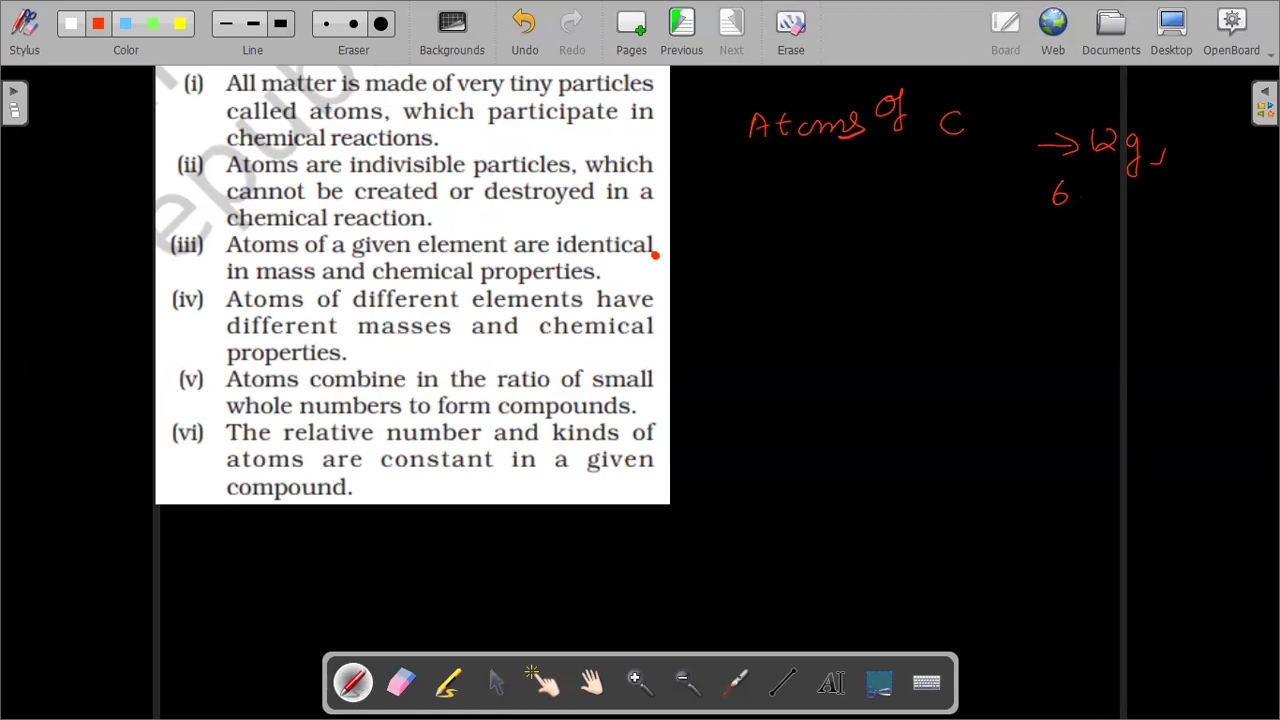 Stylus
Color
Line
Eraser
Backgrounds
Undo
Redo
Pages
Previous
Next
Erase
Board
Web
Documents
Desktop
OpenBoard
(i) All matter is made of very tiny particles
called atoms, which participate in
chemical reactions.
(ii) Atoms are indivisible particles, which
cannot be created or destroyed in a
chemical reaction.
(iii) Atoms of a given element are identical
in mass and chemical properties.
(iv) Atoms of different elements have
different masses and chemical
properties.
(v) Atoms combine in the ratio of small
whole numbers to form compounds.
(vi) The relative number and kinds of
atoms are constant in a given
compound.
Atoms of C
→ 12g,
6
AI